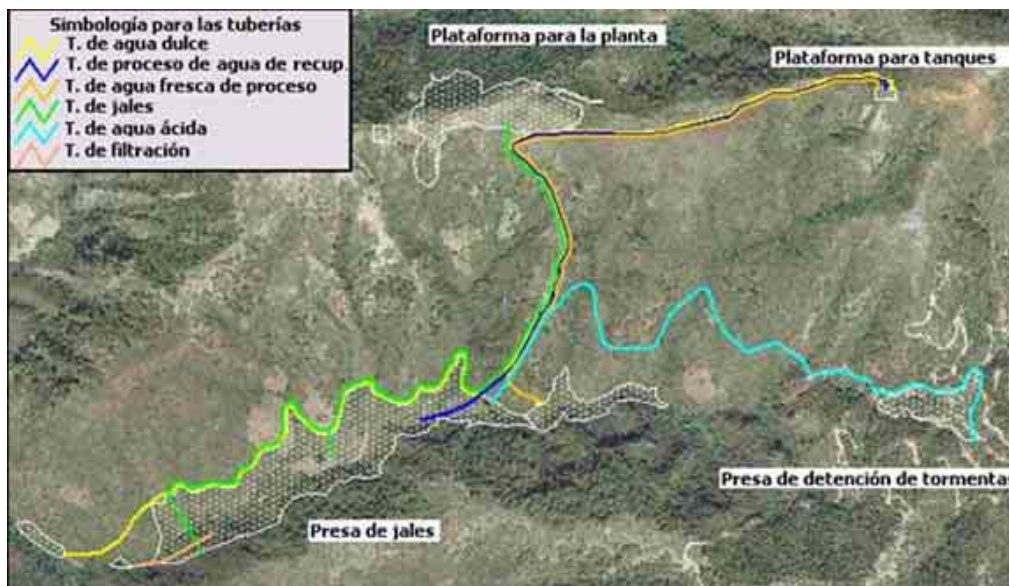 Simbología para las tuberías
T. de agua dulce
T. de proceso de agua de recup.
T. de agua fresca de proceso
T. de jales
T. de agua ácida
T. de filtración
Plataforma para la planta
Plataforma para tanques
Presa de detención de tormentas
Presa de jales